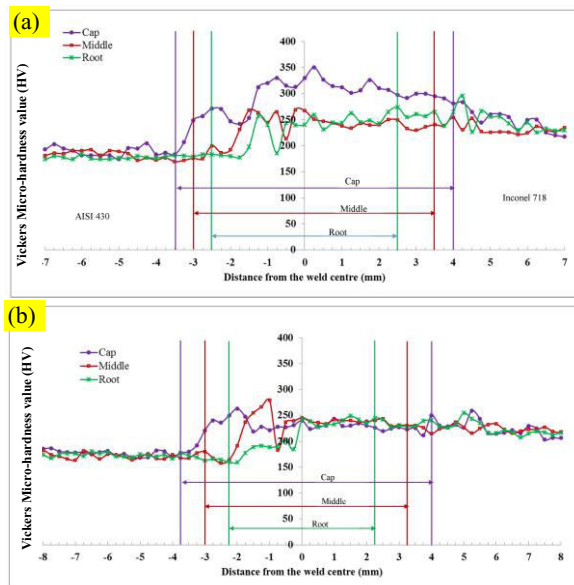 (a)
Cap
Middle
Root
400
350
300
250
200
150
100
50
0
Vickers Micro-hardness value (HV)
Cap
Middle
Root
AISI 430
Inconel 718
-7 -6 -5 -4 -3 -2 -1 0 1 2 3 4 5 6 7
Distance from the weld centre (mm)
(b)
Cap
Middle
Root
400
350
300
250
200
150
100
50
0
Vickers Micro-hardness value (HV)
Cap
Middle
Root
-8 -7 -6 -5 -4 -3 -2 -1 0 1 2 3 4 5 6 7 8
Distance from the weld centre (mm)